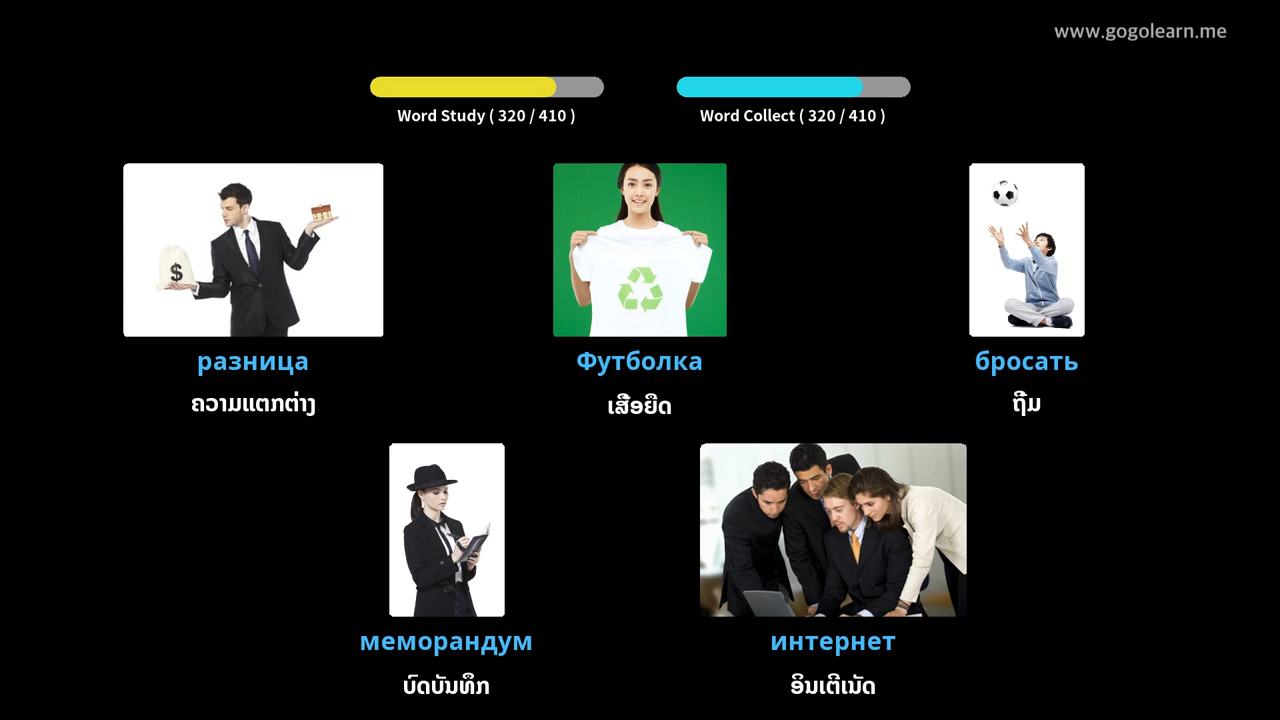 www.gogolearn.me
Word Study ( 320 / 410 )
Word Collect ( 320 / 410 )
$
разница
Футболка
бросать
ຄວາມແຕກຕ່າງ
ເສື້ອຍືດ
ຖິ້ມ
меморандум
интернет
ບົດບັນທຶກ
ອິນເຕີເນັດ